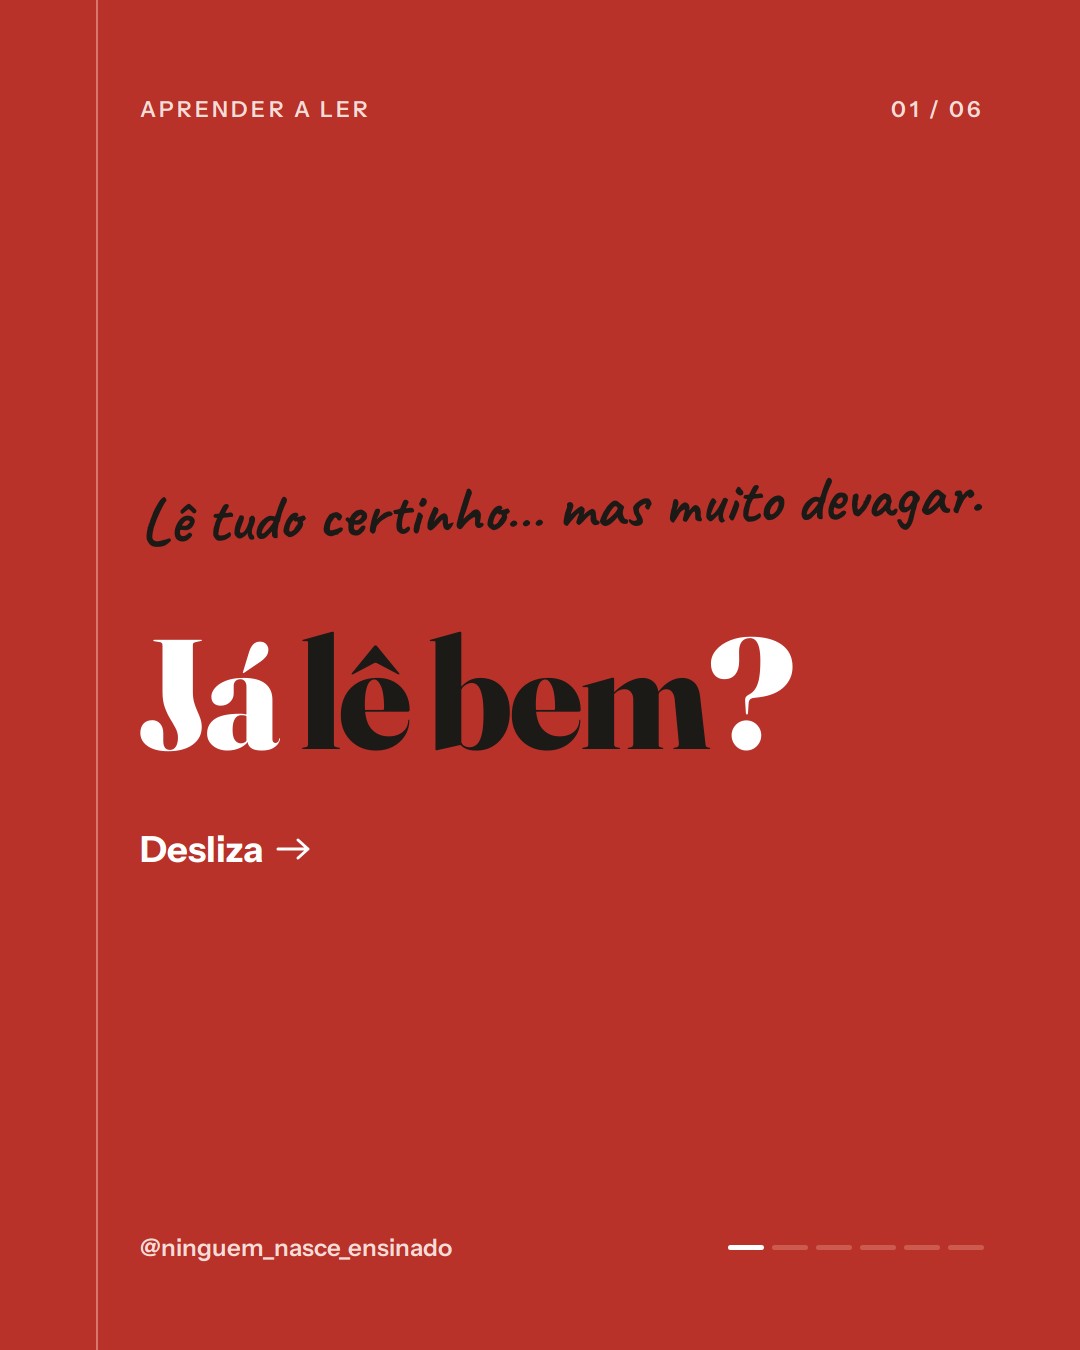 APRENDER A LER
01 / 06
Lê tudo certinho... mas muito devagar.
Já lê bem?
Desliza →
@ninguem_nasce_ensinado